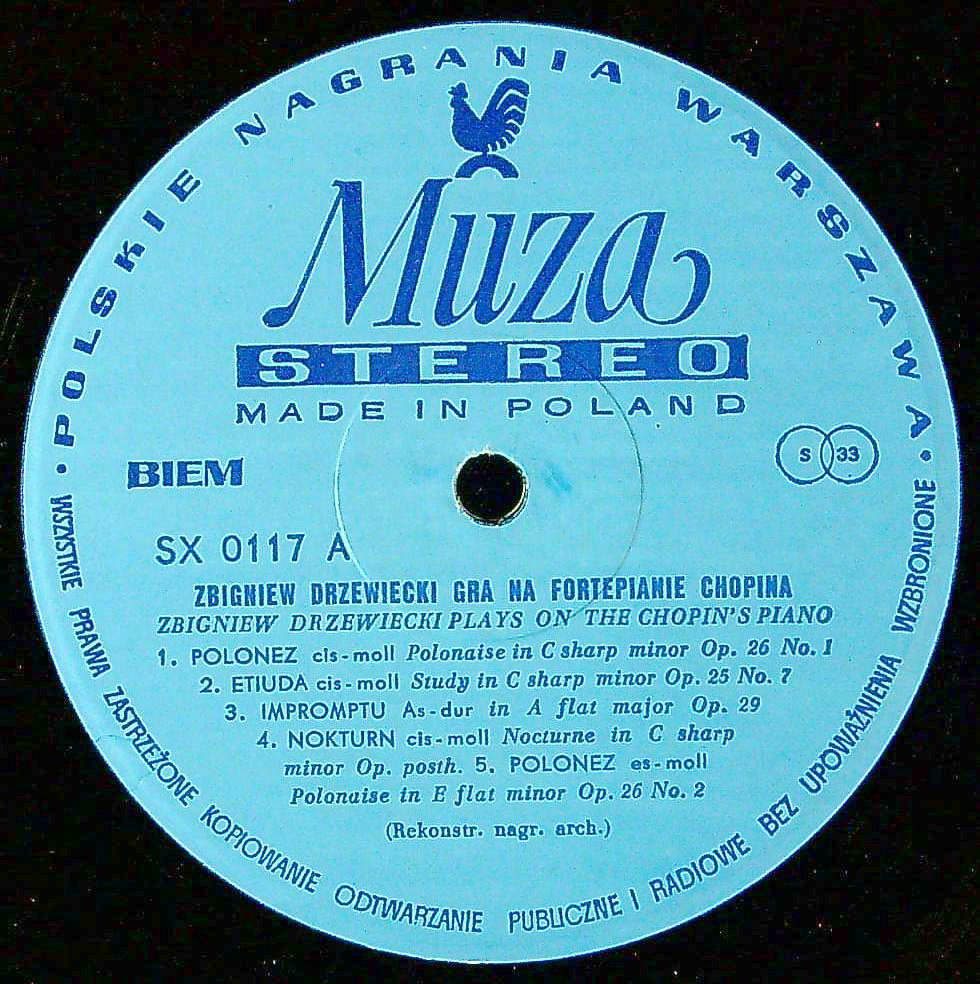 • POLSKIE NAGRANIA WARSZAWA •
Muza
STEREO
MADE IN POLAND
BIEM
S 33
SX 0117 A
ZBIGNIEW DRZEWIECKI GRA NA FORTEPIANIE CHOPINA
ZBIGNIEW DRZEWIECKI PLAYS ON THE CHOPIN'S PIANO
1. POLONEZ cis-moll Polonaise in C sharp minor Op. 26 No. 1
2. ETIUDA cis-moll Study in C sharp minor Op. 25 No. 7
3. IMPROMPTU As-dur in A flat major Op. 29
4. NOKTURN cis-moll Nocturne in C sharp
minor Op. posth. 5. POLONEZ es-moll
Polonaise in E flat minor Op. 26 No. 2
(Rekonstr. nagr. arch.)
WSZYSTKIE PRAWA ZASTRZEŻONE KOPIOWANIE ODTWARZANIE PUBLICZNE I RADIOWE BEZ UPOWAŻNIENIA WZBRONIONE